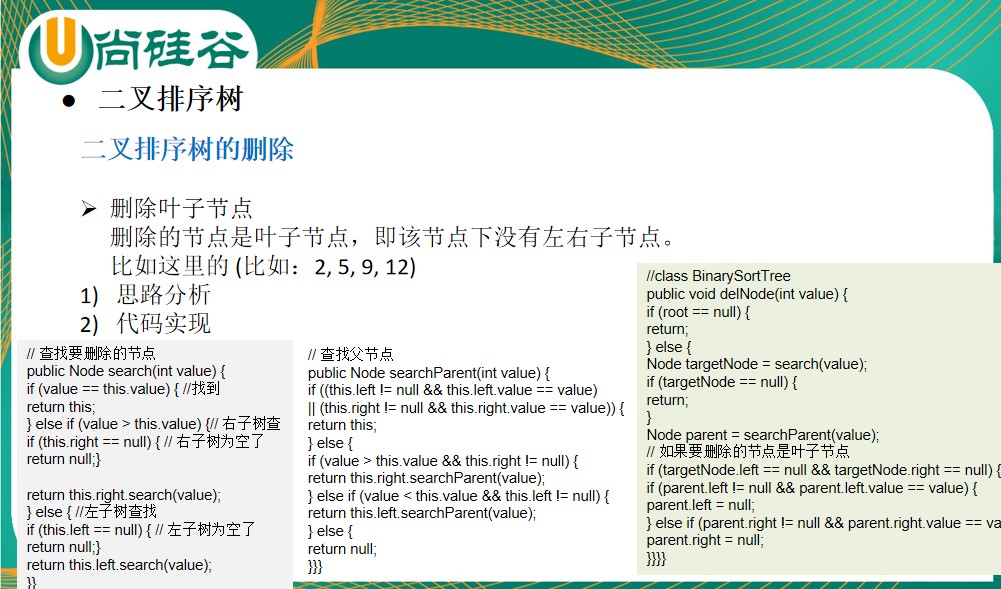 尚硅谷
● 二叉排序树
二叉排序树的删除
➢ 删除叶子节点
删除的节点是叶子节点，即该节点下没有左右子节点。
比如这里的 (比如：2, 5, 9, 12)
1) 思路分析
2) 代码实现
// 查找要删除的节点
public Node search(int value) {
if (value == this.value) { //找到
return this;
} else if (value > this.value) {// 右子树查
if (this.right == null) { // 右子树为空了
return null;}
return this.right.search(value);
} else { //左子树查找
if (this.left == null) { // 左子树为空了
return null;}
return this.left.search(value);
}}
// 查找父节点
public Node searchParent(int value) {
if ((this.left != null && this.left.value == value)
|| (this.right != null && this.right.value == value)) {
return this;
} else {
if (value > this.value && this.right != null) {
return this.right.searchParent(value);
} else if (value < this.value && this.left != null) {
return this.left.searchParent(value);
} else {
return null;
}}}
//class BinarySortTree
public void delNode(int value) {
if (root == null) {
return;
} else {
Node targetNode = search(value);
if (targetNode == null) {
return;
}
Node parent = searchParent(value);
// 如果要删除的节点是叶子节点
if (targetNode.left == null && targetNode.right == null) {
if (parent.left != null && parent.left.value == value) {
parent.left = null;
} else if (parent.right != null && parent.right.value == va
parent.right = null;
}}}}